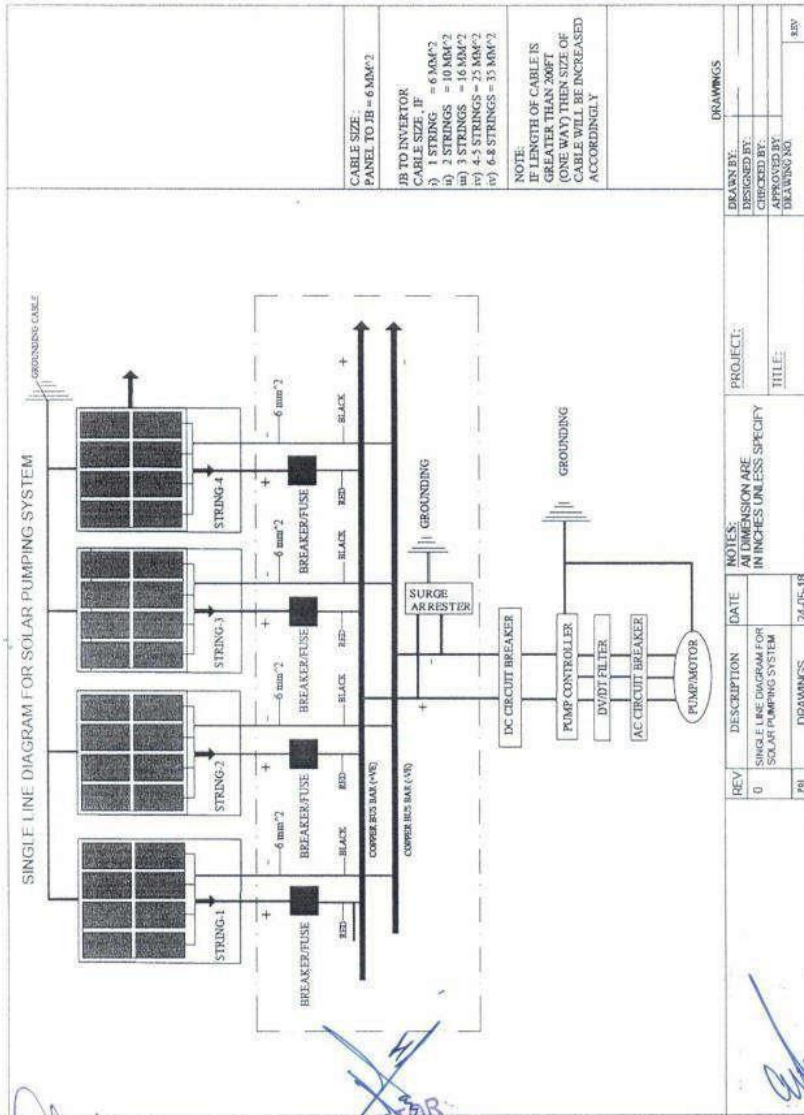 SINGLE LINE DIAGRAM FOR SOLAR PUMPING SYSTEM
GROUNDING CABLE
STRING-1
STRING-2
STRING-3
STRING-4
+
-
6 mm^2
+
-
6 mm^2
+
-
6 mm^2
+
-
6 mm^2
BREAKER/FUSE
BREAKER/FUSE
BREAKER/FUSE
BREAKER/FUSE
RED
BLACK
RED
BLACK
RED
BLACK
RED
BLACK
+
COPPER BUS BAR (+VE)
-
COPPER BUS BAR (-VE)
+
-
SURGE
ARRESTER
GROUNDING
DC CIRCUIT BREAKER
PUMP CONTROLLER
GROUNDING
DV/DT FILTER
AC CIRCUIT BREAKER
PUMP/MOTOR
CABLE SIZE :
PANEL TO JB = 6 MM^2
JB TO INVERTOR
CABLE SIZE , IF
i) 1 STRING = 6 MM^2
ii) 2 STRINGS = 10 MM^2
iii) 3 STRINGS = 16 MM^2
iv) 4-5 STRINGS = 25 MM^2
iv) 6-8 STRINGS = 35 MM^2
NOTE:
IF LENGTH OF CABLE IS
GREATER THAN 200FT
(ONE WAY) THEN SIZE OF
CABLE WILL BE INCREASED
ACCORDINGLY
DRAWINGS
REV
DESCRIPTION
DATE
0
SINGLE LINE DIAGRAM FOR
SOLAR PUMPING SYSTEM
DRAWINGS
24-05-18
NOTES:
All DIMENSION ARE
IN INCHES UNLESS SPECIFY
PROJECT:
TITLE:
DRAWN BY:
DESIGNED BY:
CHECKED BY:
APPROVED BY
DRAWING NO.
REV